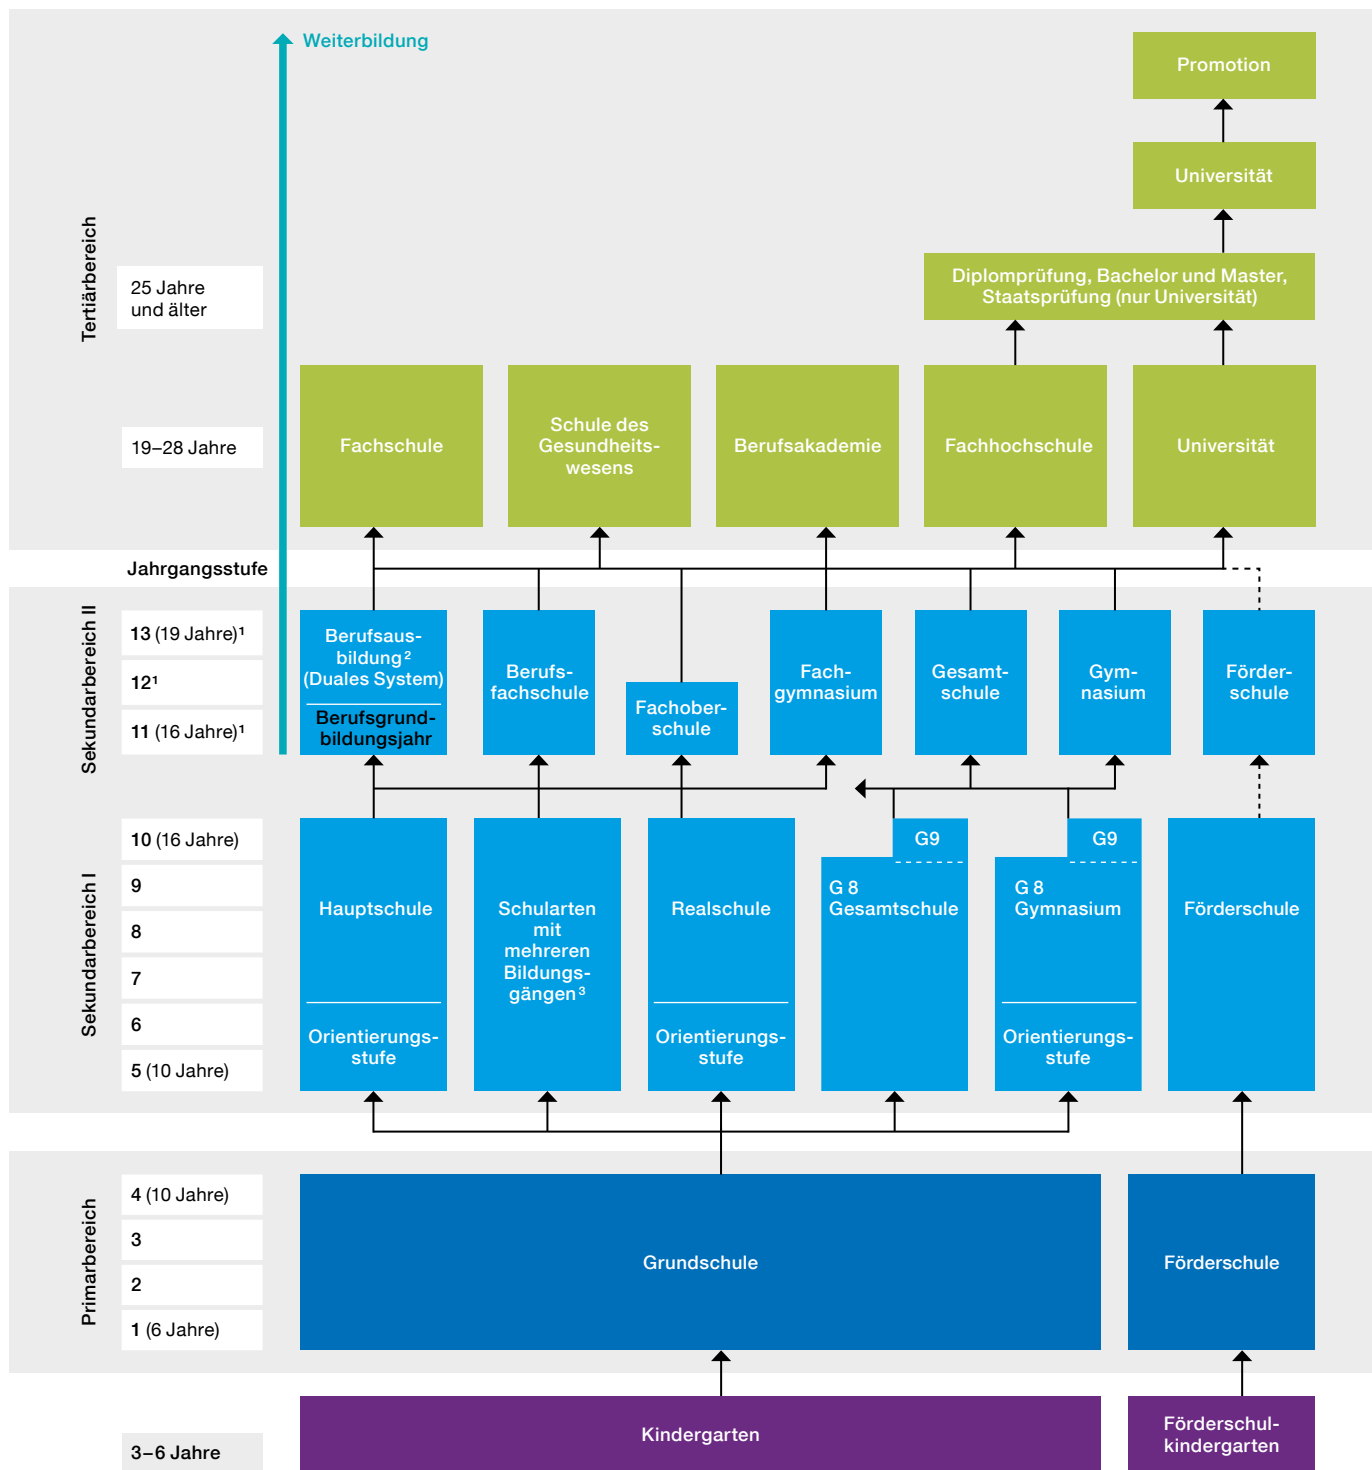 Weiterbildung
Promotion
Universität
Tertiärbereich
25 Jahre
und älter
Diplomprüfung, Bachelor und Master,
Staatsprüfung (nur Universität)
19–28 Jahre
Fachschule
Schule des
Gesundheits-
wesens
Berufsakademie
Fachhochschule
Universität
Jahrgangsstufe
Sekundarbereich II
13 (19 Jahre)¹
12¹
11 (16 Jahre)¹
Berufsaus-
bildung²
(Duales System)
Berufsgrund-
bildungsjahr
Berufs-
fachschule
Fachober-
schule
Fach-
gymnasium
Gesamt-
schule
Gym-
nasium
Förder-
schule
Sekundarbereich I
10 (16 Jahre)
9
8
7
6
5 (10 Jahre)
Hauptschule
Orientierungs-
stufe
Schularten
mit
mehreren
Bildungs-
gängen³
Realschule
Orientierungs-
stufe
G9
G 8
Gesamtschule
G9
G 8
Gymnasium
Orientierungs-
stufe
Förderschule
Primarbereich
4 (10 Jahre)
3
2
1 (6 Jahre)
Grundschule
Förderschule
3–6 Jahre
Kindergarten
Förderschul-
kindergarten